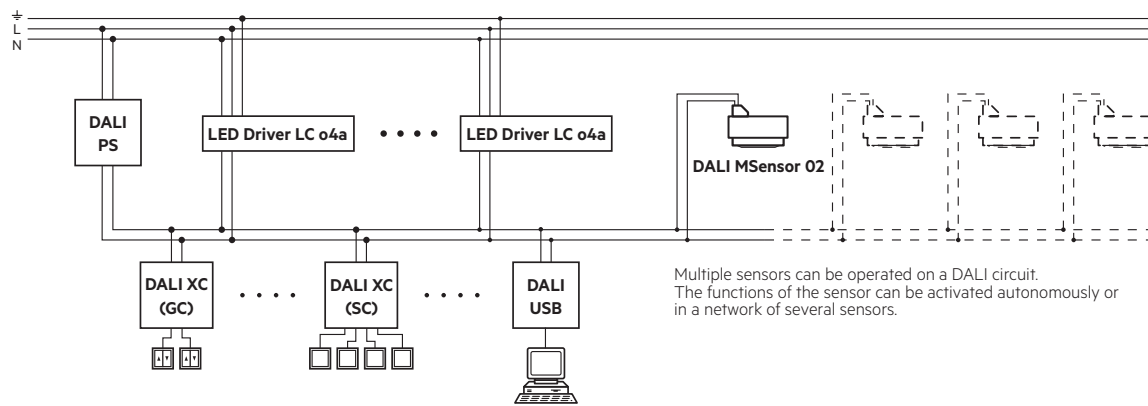 L
N
DALI
PS
LED Driver LC o4a
LED Driver LC o4a
DALI MSensor 02
DALI XC
(GC)
DALI XC
(SC)
DALI
USB
Multiple sensors can be operated on a DALI circuit.
The functions of the sensor can be activated autonomously or
in a network of several sensors.